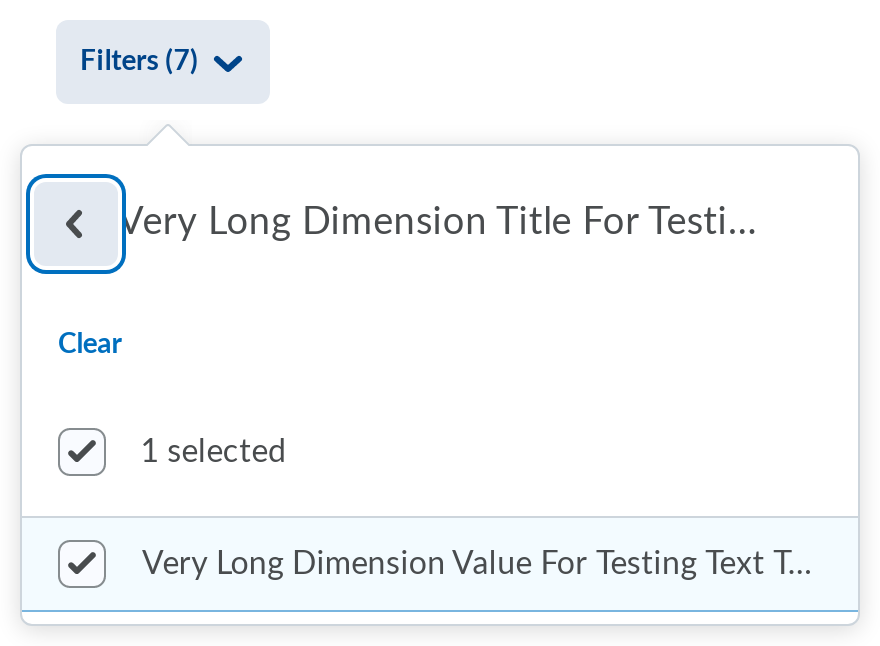 Filters (7)
Very Long Dimension Title For Testi...
Clear
1 selected
Very Long Dimension Value For Testing Text T...